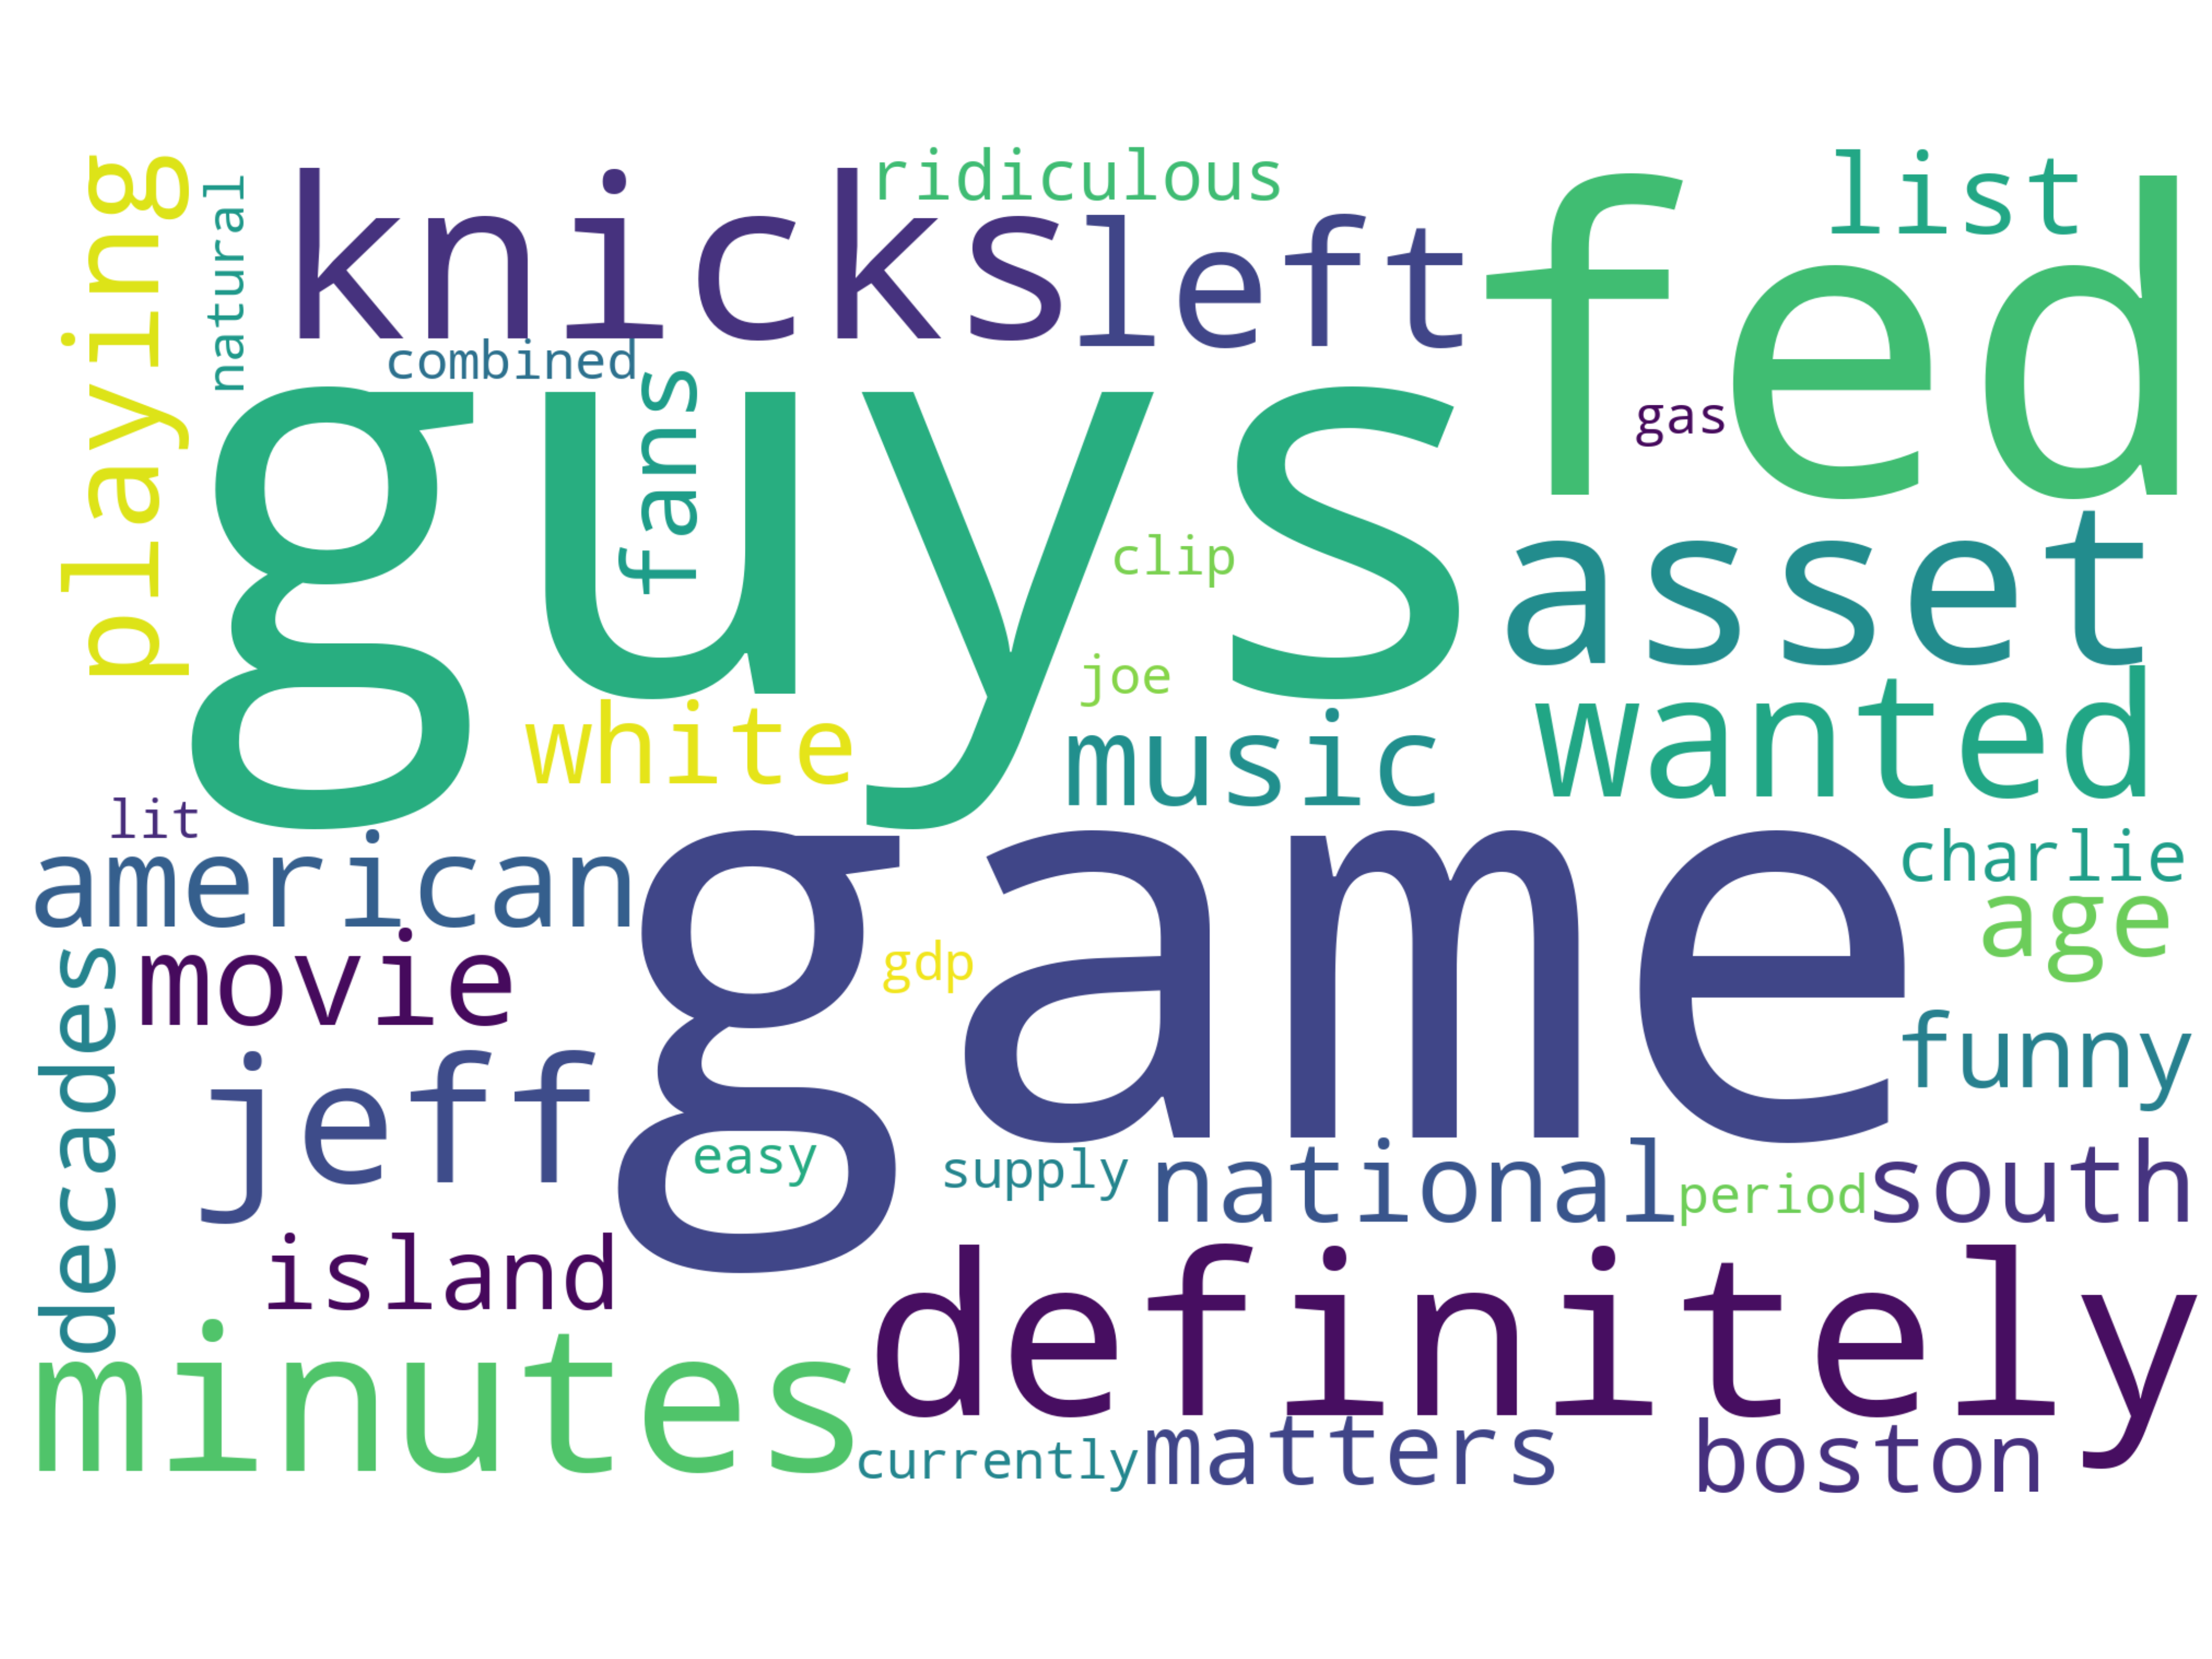 ridiculous
list
playing
natural
knicks
left
fed
combined
fans
guys
gas
clip
asset
joe
white
music
wanted
lit
american
game
charlie
age
movie
gdp
decades
funny
jeff
easy
supply
national
period
south
island
definitely
minutes
currently
matters
boston